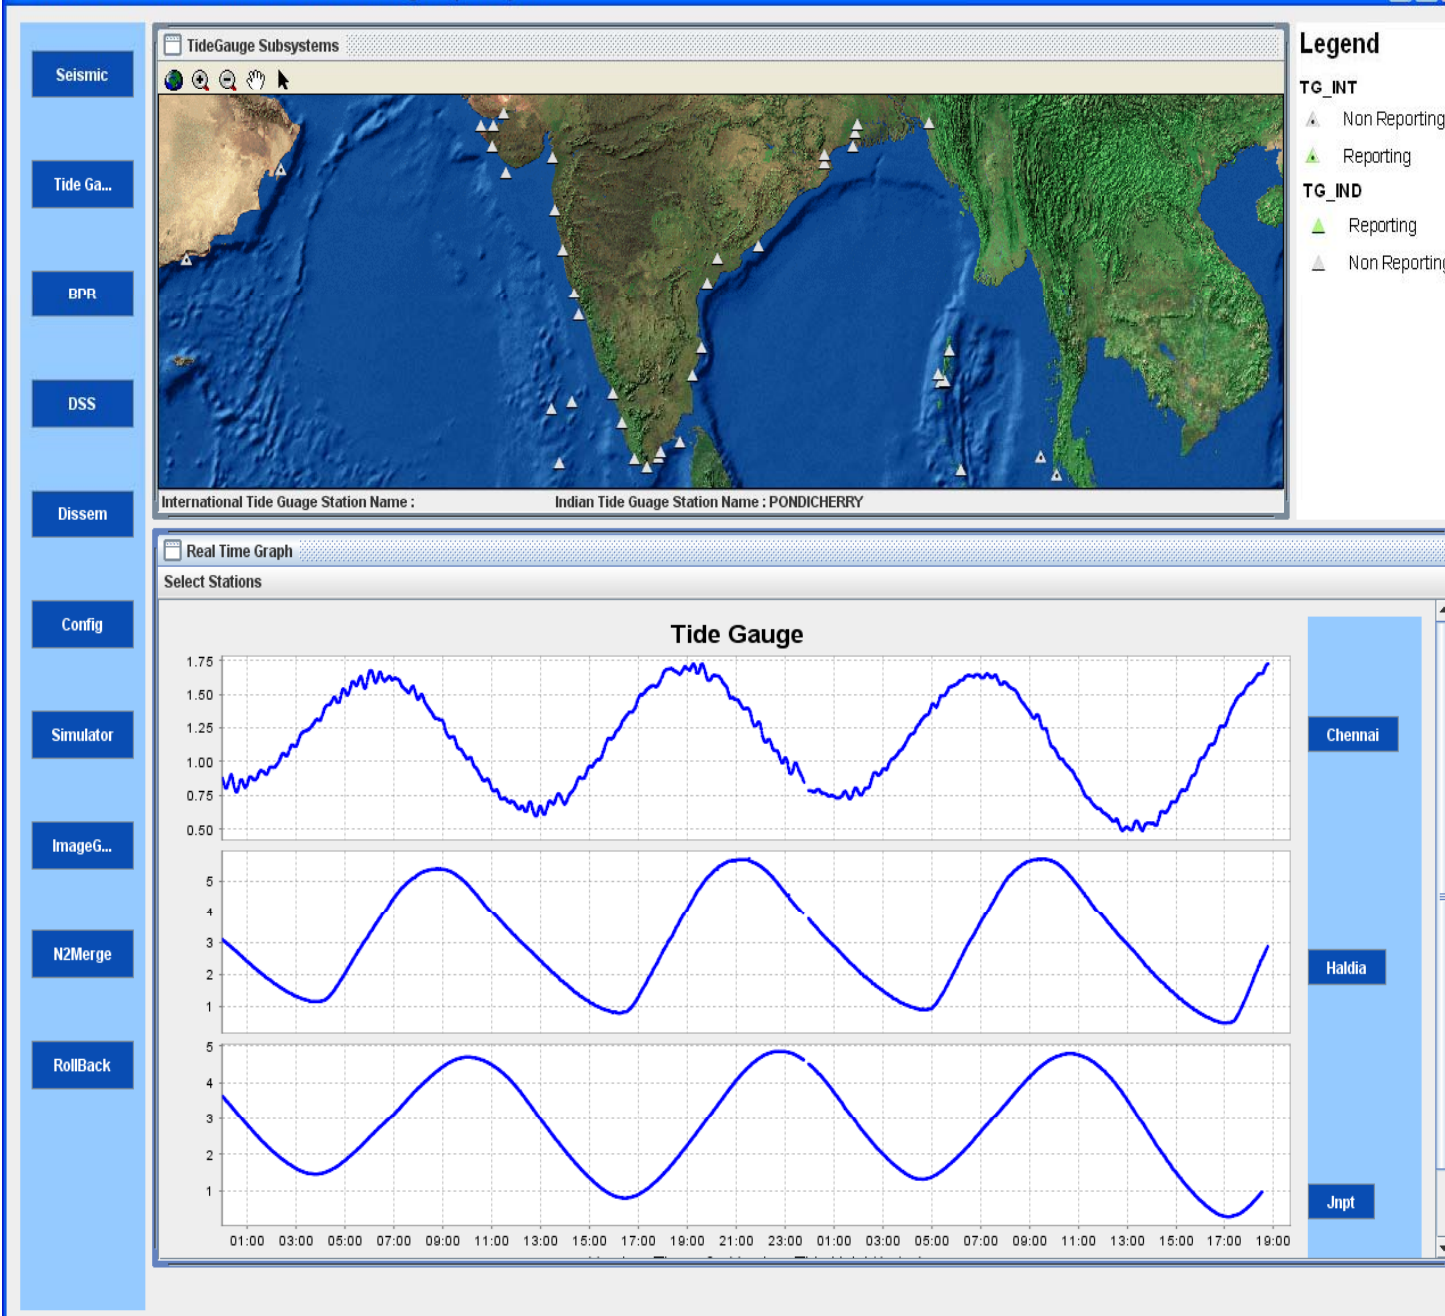 Seismic
Tide Ga...
BPR
DSS
Dissem
Config
Simulator
ImageG...
N2Merge
RollBack
TideGauge Subsystems
International Tide Guage Station Name :
Indian Tide Guage Station Name : PONDICHERRY
Legend
TG_INT
Non Reporting
Reporting
TG_IND
Reporting
Non Reporting
Real Time Graph
Select Stations
Tide Gauge
1.75
1.50
1.25
1.00
0.75
0.50
Chennai
5
4
3
2
1
Haldia
5
4
3
2
1
Jnpt
01:00 03:00 05:00 07:00 09:00 11:00 13:00 15:00 17:00 19:00 21:00 23:00 01:00 03:00 05:00 07:00 09:00 11:00 13:00 15:00 17:00 19:00